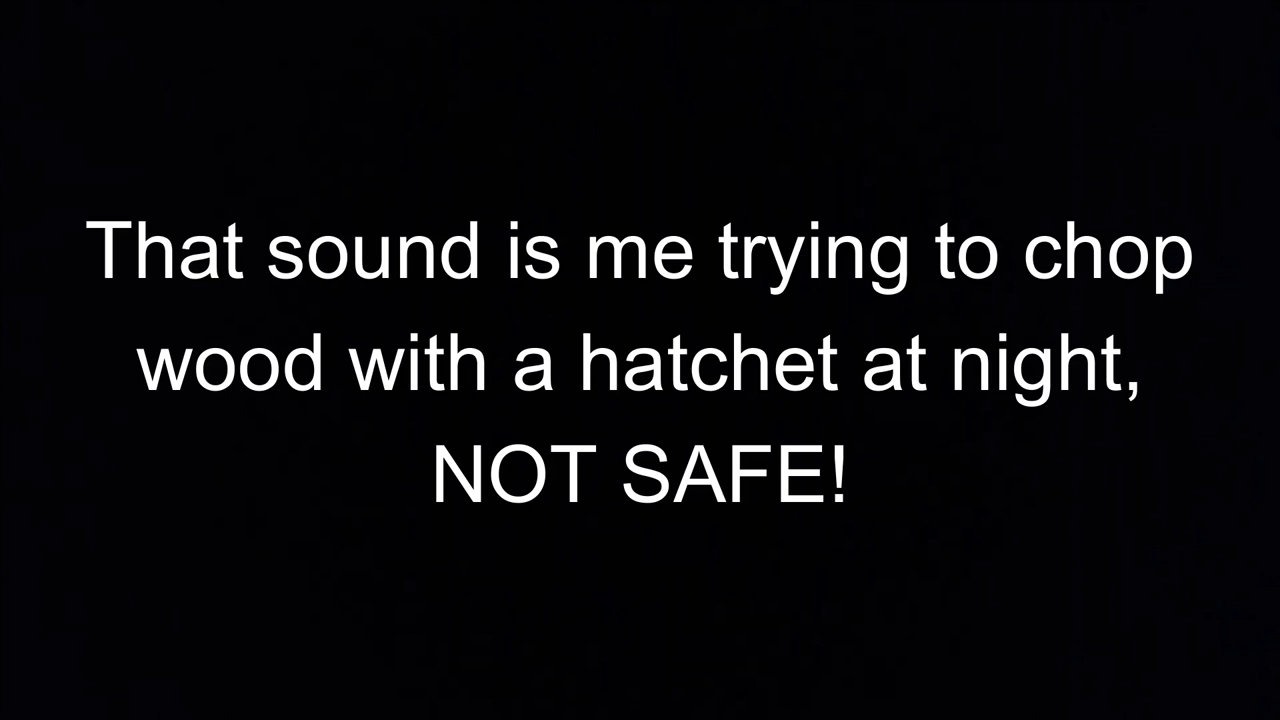 That sound is me trying to chop
wood with a hatchet at night,
NOT SAFE!